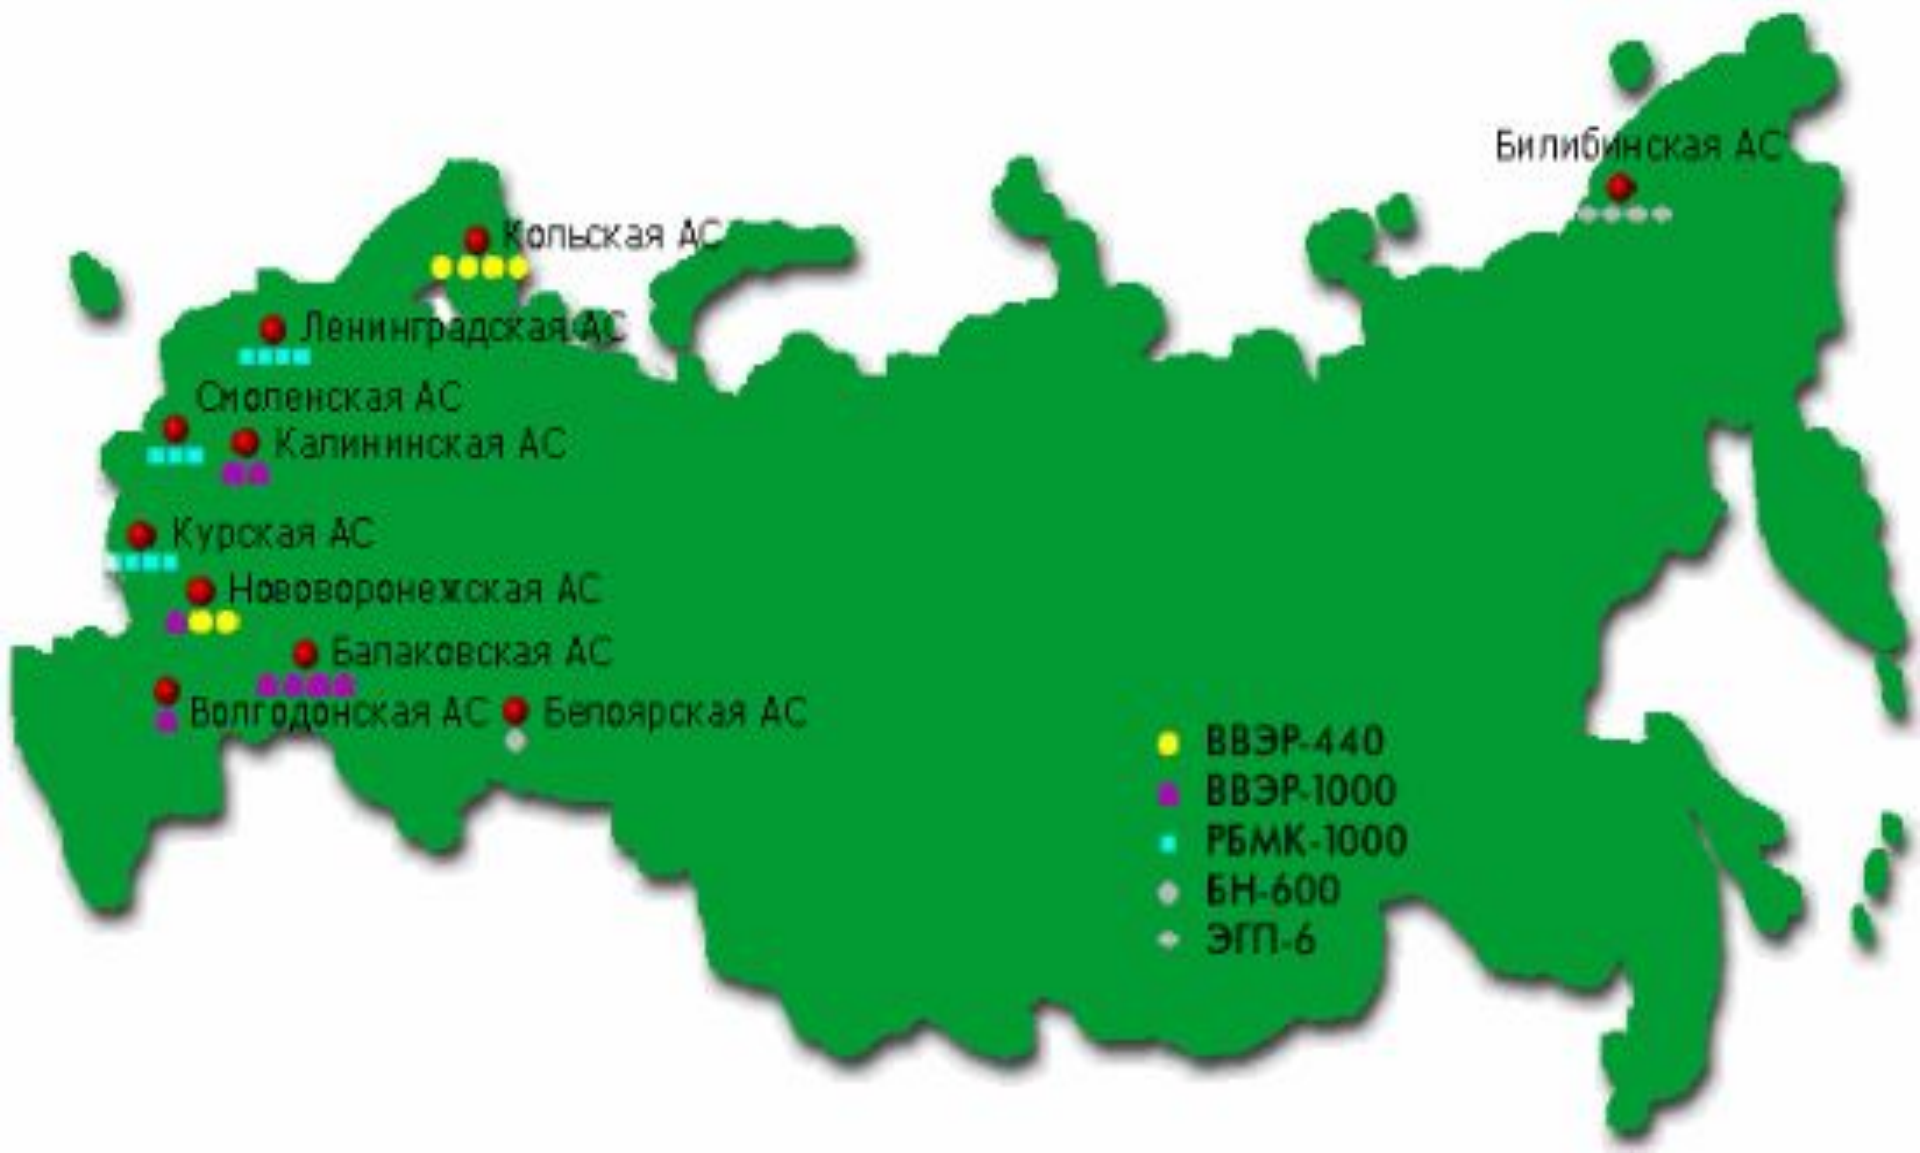 Билибинская АС
Кольская АС
Ленинградская АС
Смоленская АС
Калининская АС
Курская АС
Нововоронежская АС
Балаковская АС
Волгодонская АС
Белоярская АС
ВВЭР-440
ВВЭР-1000
РБМК-1000
БН-600
ЭГП-6